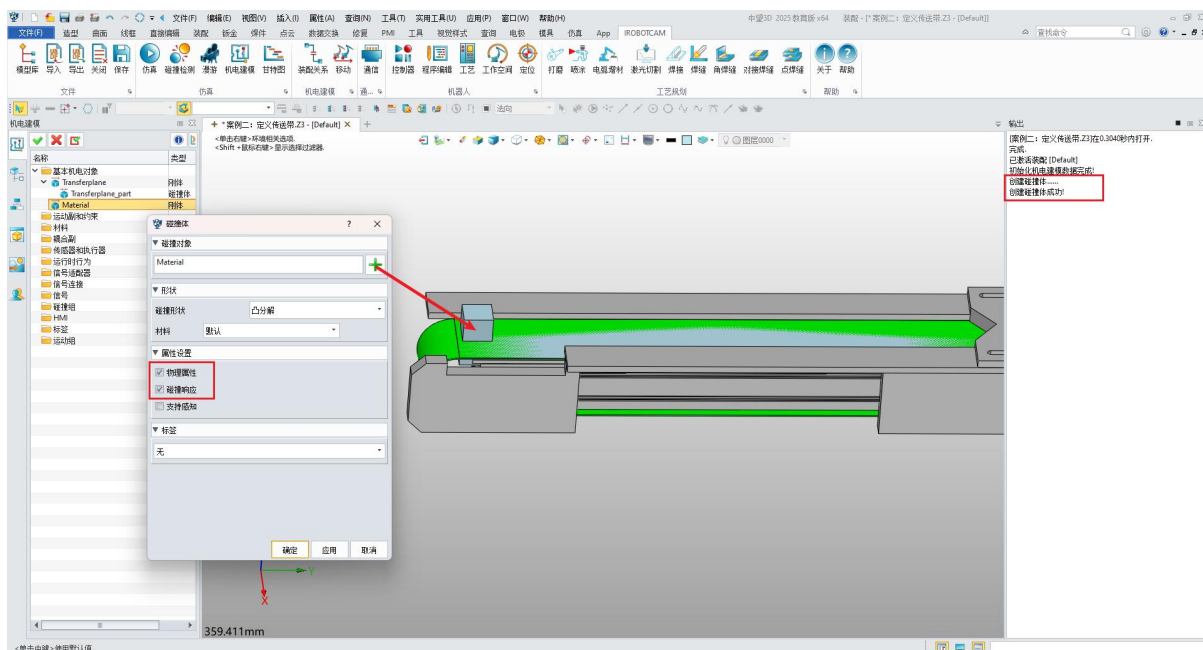 文件(F) 编辑(E) 视图(V) 插入(I) 属性(A) 查询(N) 工具(T) 实用工具(U) 应用(P) 窗口(W) 帮助(H)
中望3D 2025 教育版 x64 装配 - [* 案例二：定义传送带.Z3 - [Default]]
文件(F) 造型 曲面 线框 直接编辑 装配 钣金 焊件 点云 数据交换 修复 PMI 工具 视觉样式 查询 电极 模具 仿真 App IROBOTCAM
查找命令
模型库 导入 导出 关闭 保存 仿真 碰撞检测 漫游 机电建模 甘特图 装配关系 移动 通信 控制器 程序编辑 工艺 工作空间 定位 打磨 喷涂 电弧增材 激光切割 焊接 焊缝 角焊缝 对接焊缝 点焊缝 关于 帮助
文件 仿真 机电建模 通... 机器人 工艺规划 帮助
法向
机电建模
+ * 案例二：定义传送带.Z3 - [Default] × +
输出
<单击右键>环境相关选项.
<Shift +鼠标右键>显示选择过滤器.
图层0000
名称 类型
基本机电对象
Transferplane 刚体
Transferplane_part 碰撞体
Material 刚体
运动副和约束
材料
耦合副
传感器和执行器
运行时行为
信号适配器
信号连接
信号
碰撞组
HMI
标签
运动组
碰撞体 ? ×
碰撞对象
Material
形状
碰撞形状 凸分解
材料 默认
属性设置
物理属性
碰撞响应
支持感知
标签
无
确定 应用 取消
Y
X
359.411mm
[案例二：定义传送带.Z3]在0.3040秒内打开.
完成.
已激活装配 [Default]
初始化机电建模数据完成!
创建碰撞体......
创建碰撞体成功!
<单击中键>使用默认值.